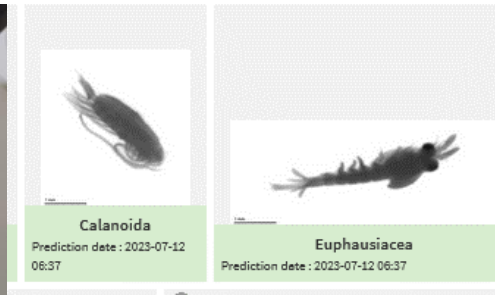 Calanoida
Prediction date : 2023-07-12
06:37
Euphausiacea
Prediction date : 2023-07-12 06:37